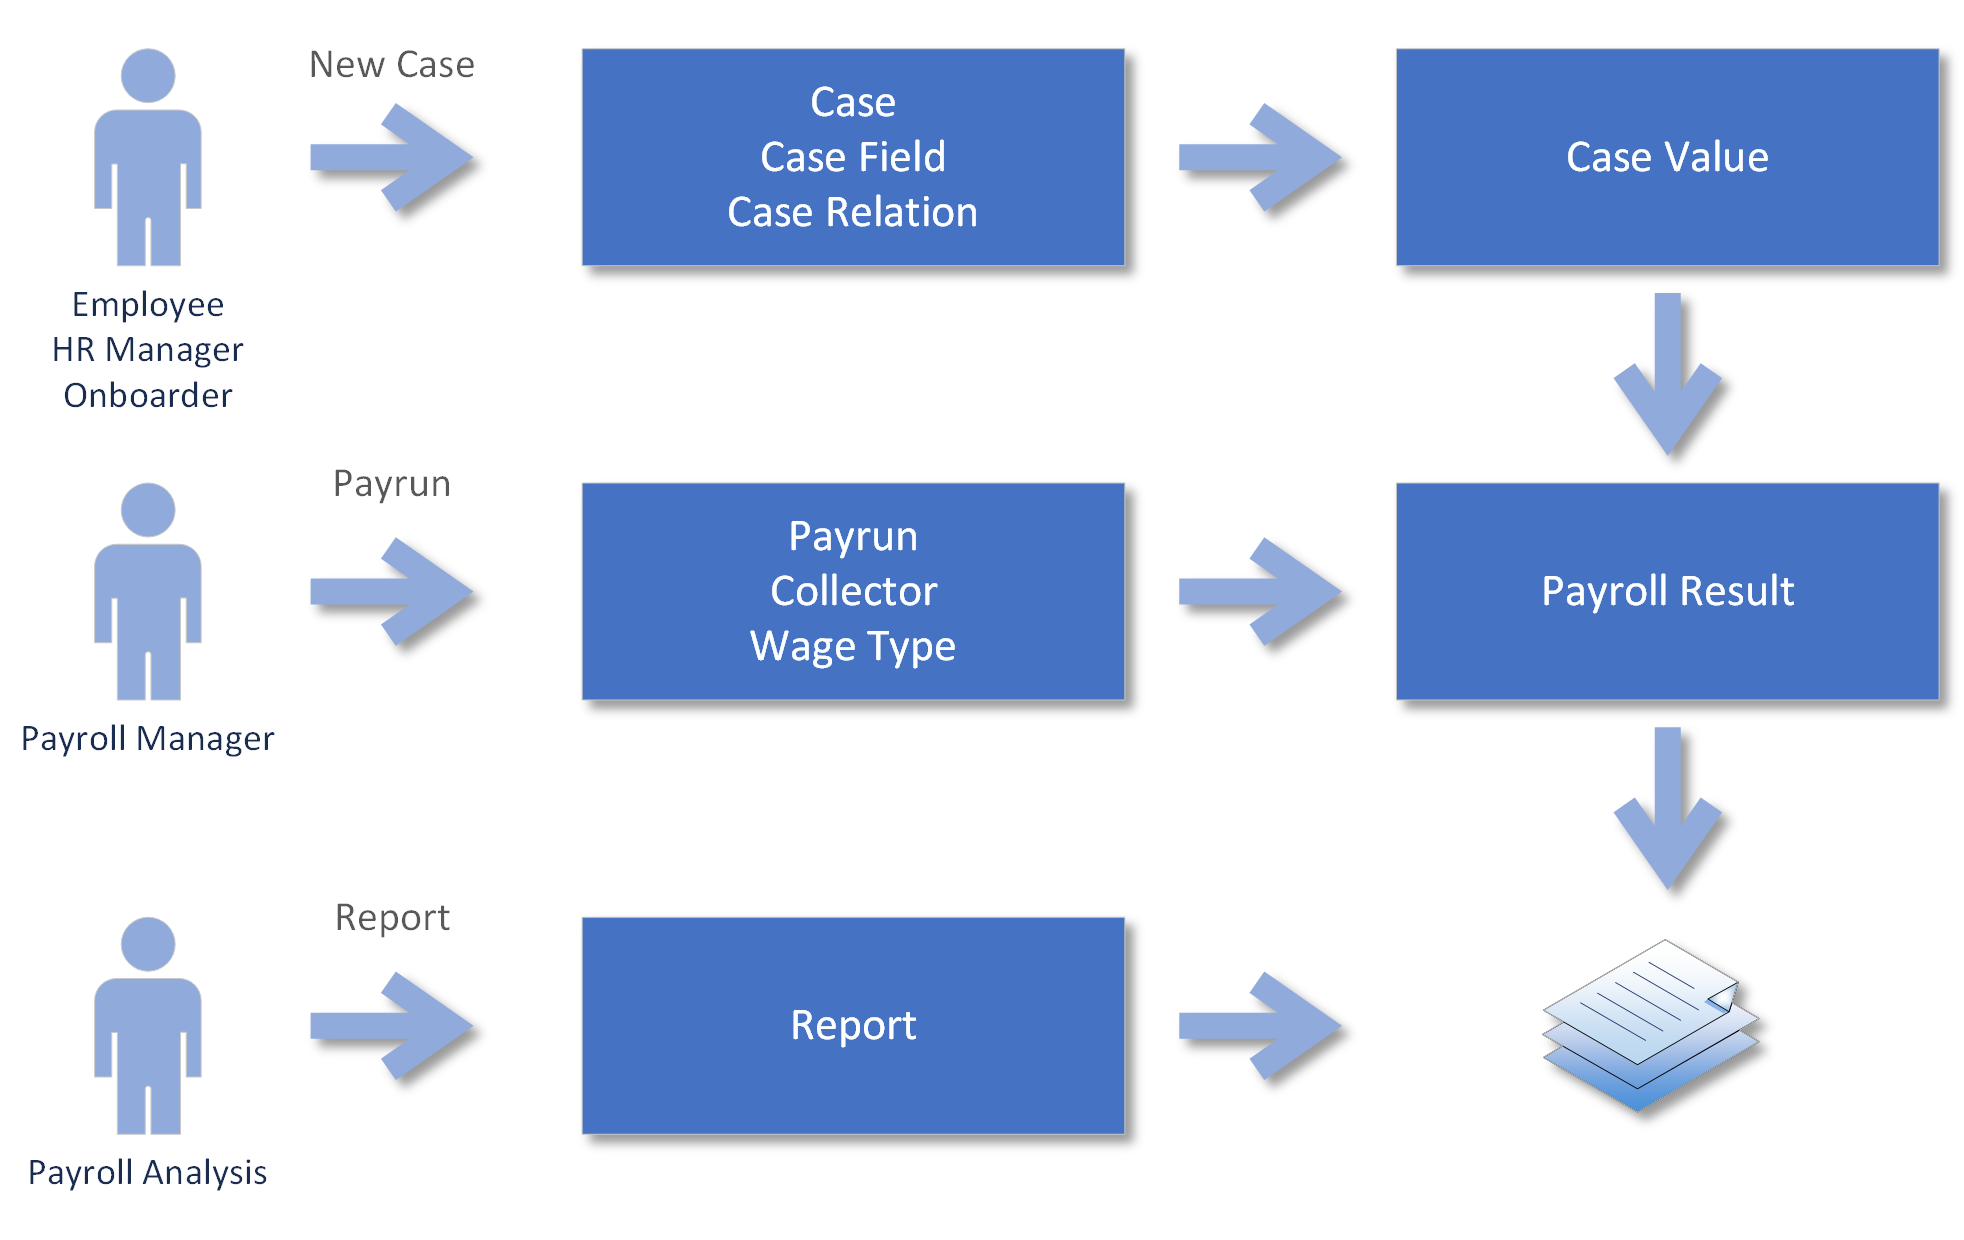 New Case
Case
Case Field
Case Relation
Case Value
Employee
HR Manager
Onboarder
Payrun
Payrun
Collector
Wage Type
Payroll Result
Payroll Manager
Report
Report
Payroll Analysis